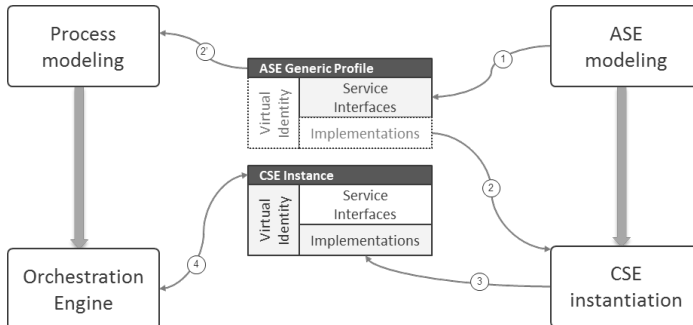 Process
modeling
2'
ASE Generic Profile
Virtual
Identity
Service
Interfaces
Implementations
1
ASE
modeling
CSE Instance
Virtual
Identity
Service
Interfaces
Implementations
2
Orchestration
Engine
4
3
CSE
instantiation